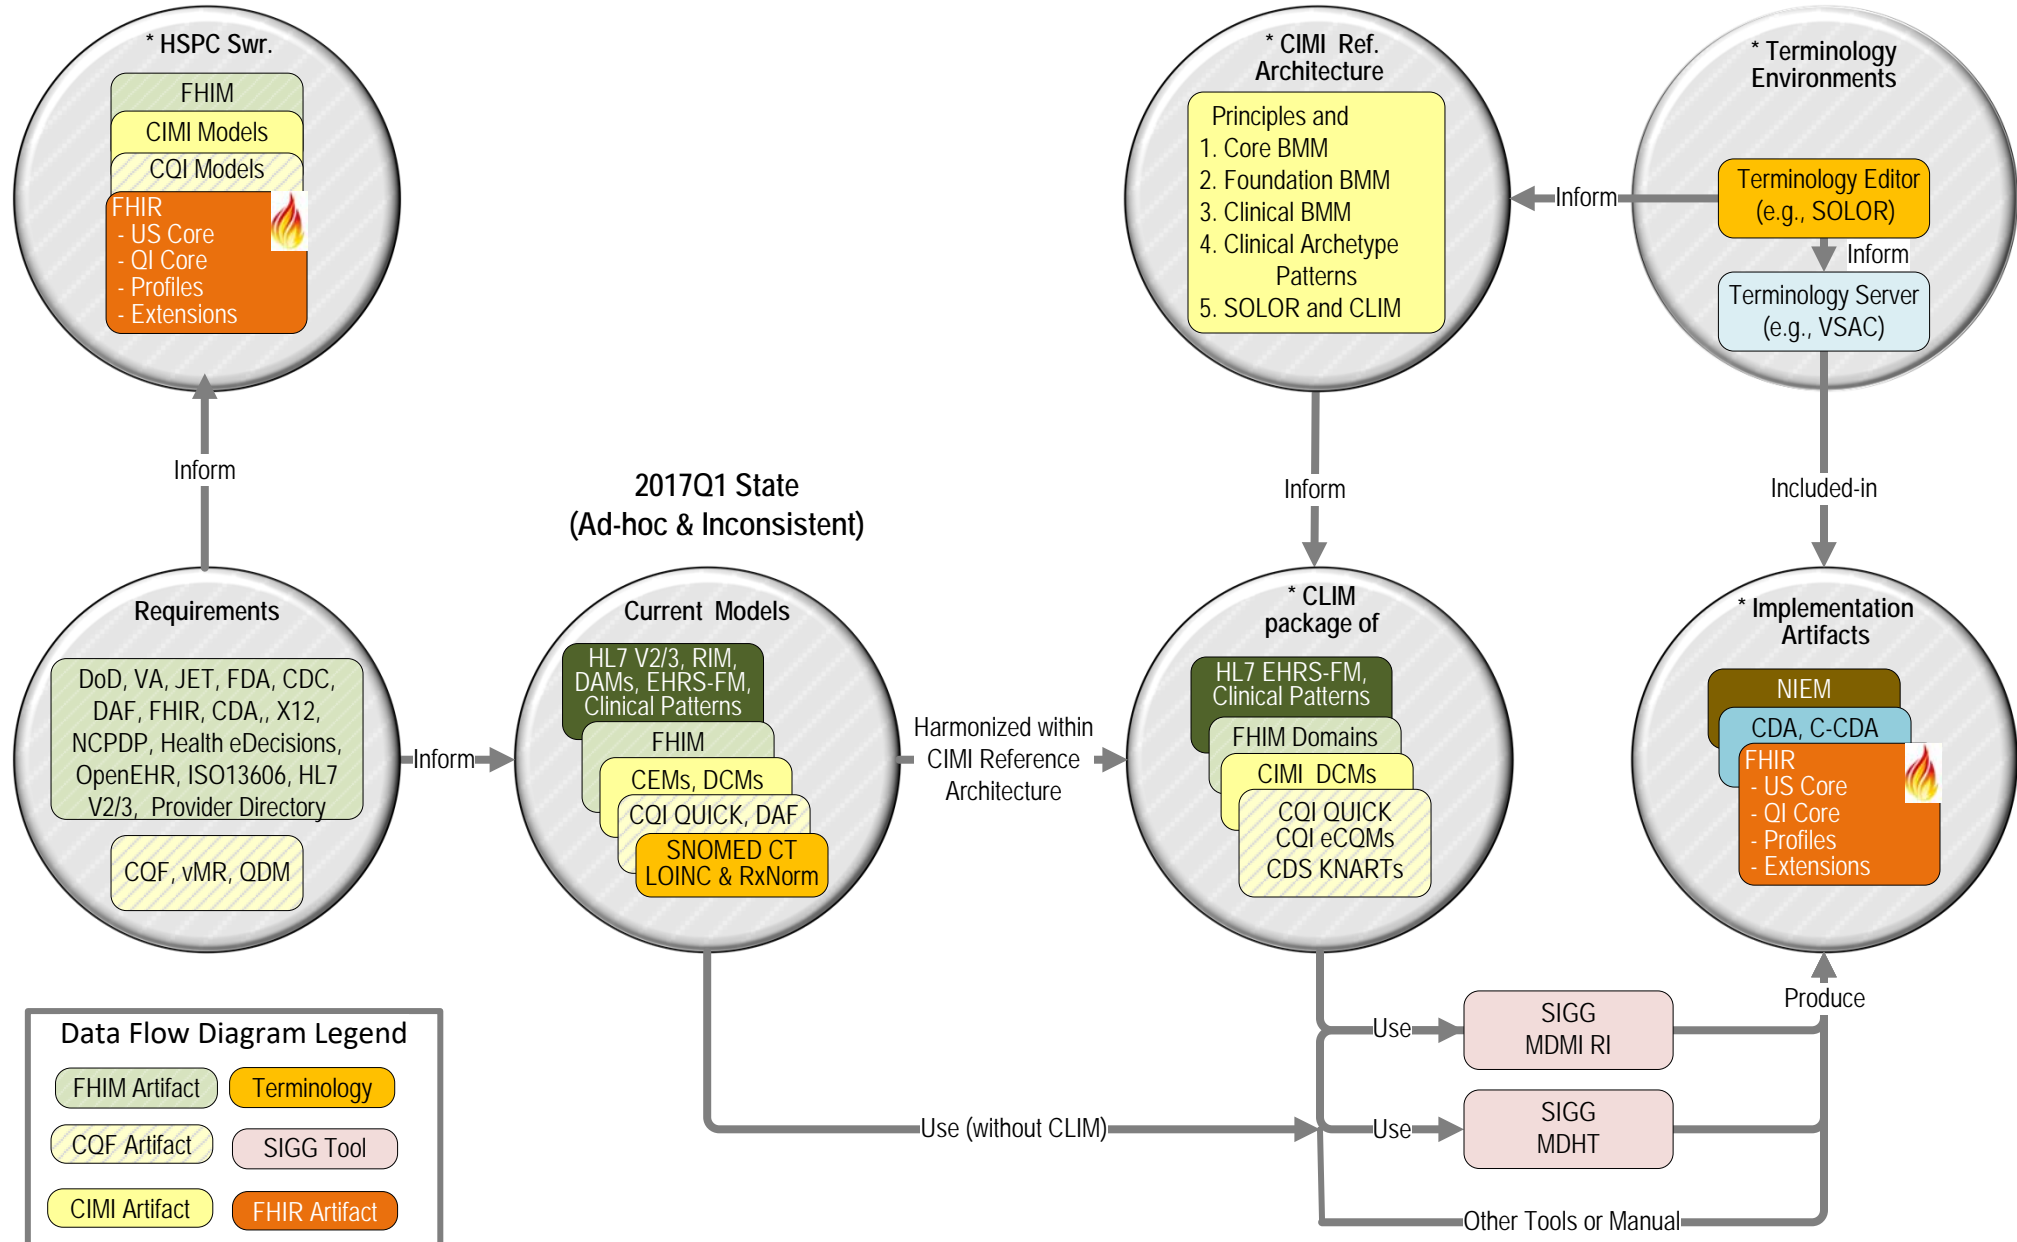 * HSPC Swr.
FHIM
CIMI Models
CQI Models
FHIR
- US Core
- QI Core
- Profiles
- Extensions
* CIMI Ref.
Architecture
Principles and
1. Core BMM
2. Foundation BMM
3. Clinical BMM
4. Clinical Archetype
Patterns
5. SOLOR and CLIM
* Terminology
Environments
Terminology Editor
(e.g., SOLOR)
Inform
Inform
Terminology Server
(e.g., VSAC)
Inform
2017Q1 State
(Ad-hoc & Inconsistent)
Inform
Included-in
Requirements
DoD, VA, JET, FDA, CDC,
DAF, FHIR, CDA,, X12,
NCPDP, Health eDecisions,
OpenEHR, ISO13606, HL7
V2/3, Provider Directory
CQF, vMR, QDM
Inform
Current Models
HL7 V2/3, RIM,
DAMs, EHRS-FM,
Clinical Patterns
FHIM
CEMs, DCMs
CQI QUICK, DAF
SNOMED CT
LOINC & RxNorm
Harmonized within
CIMI Reference
Architecture
* CLIM
package of
HL7 EHRS-FM,
Clinical Patterns
FHIM Domains
CIMI DCMs
CQI QUICK
CQI eCQMs
CDS KNARTs
* Implementation
Artifacts
NIEM
CDA, C-CDA
FHIR
- US Core
- QI Core
- Profiles
- Extensions
Produce
Use
SIGG
MDMI RI
Use (without CLIM)
Use
SIGG
MDHT
Other Tools or Manual
Data Flow Diagram Legend
FHIM Artifact
Terminology
CQF Artifact
SIGG Tool
CIMI Artifact
FHIR Artifact